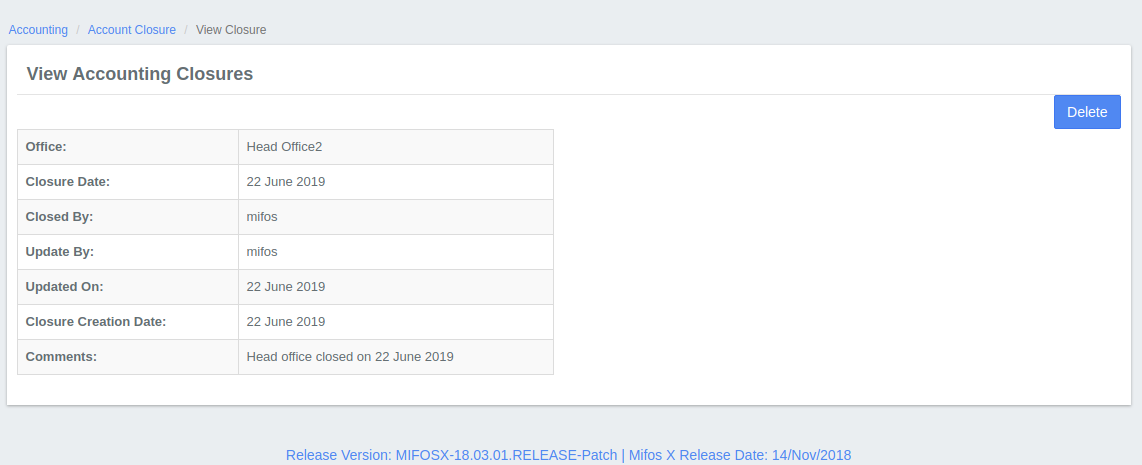 Accounting / Account Closure / View Closure
View Accounting Closures
Delete
Office: Head Office2
Closure Date: 22 June 2019
Closed By: mifos
Update By: mifos
Updated On: 22 June 2019
Closure Creation Date: 22 June 2019
Comments: Head office closed on 22 June 2019
Release Version: MIFOSX-18.03.01.RELEASE-Patch | Mifos X Release Date: 14/Nov/2018